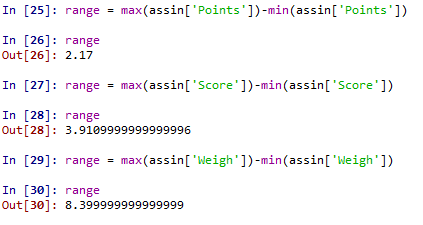 In [25]: range = max(assin['Points'])-min(assin['Points'])
In [26]: range
Out[26]: 2.17
In [27]: range = max(assin['Score'])-min(assin['Score'])
In [28]: range
Out[28]: 3.9109999999999996
In [29]: range = max(assin['Weigh'])-min(assin['Weigh'])
In [30]: range
Out[30]: 8.399999999999999